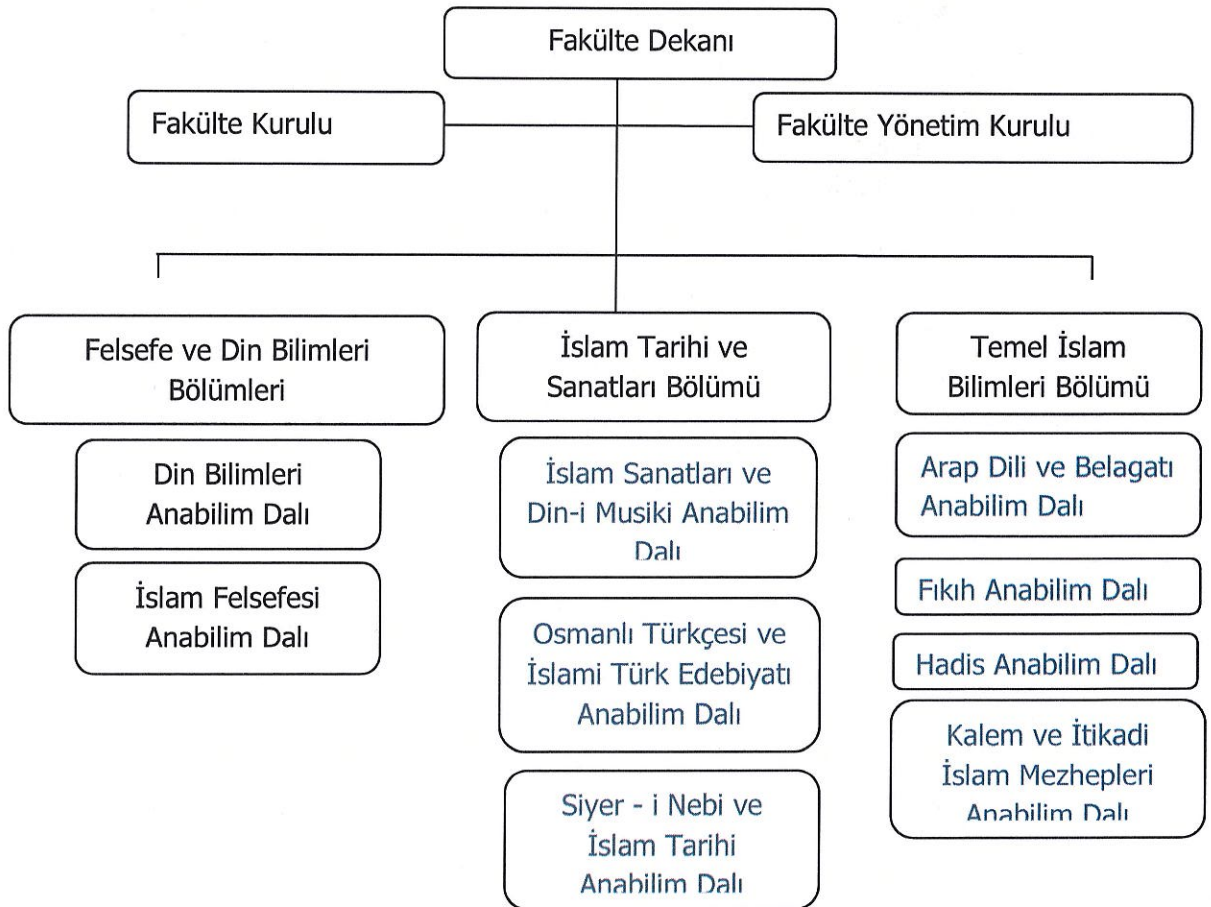 Fakülte Dekanı
Fakülte Kurulu
Fakülte Yönetim Kurulu
Felsefe ve Din Bilimleri
Bölümleri
Din Bilimleri
Anabilim Dalı
İslam Felsefesi
Anabilim Dalı
İslam Tarihi ve
Sanatları Bölümü
İslam Sanatları ve
Din-i Musiki Anabilim
Dalı
Osmanlı Türkçesi ve
İslami Türk Edebiyatı
Anabilim Dalı
Siyer - i Nebi ve
İslam Tarihi
Anabilim Dalı
Temel İslam
Bilimleri Bölümü
Arap Dili ve Belagatı
Anabilim Dalı
Fıkıh Anabilim Dalı
Hadis Anabilim Dalı
Kalem ve İtikadi
İslam Mezhepleri
Anabilim Dalı